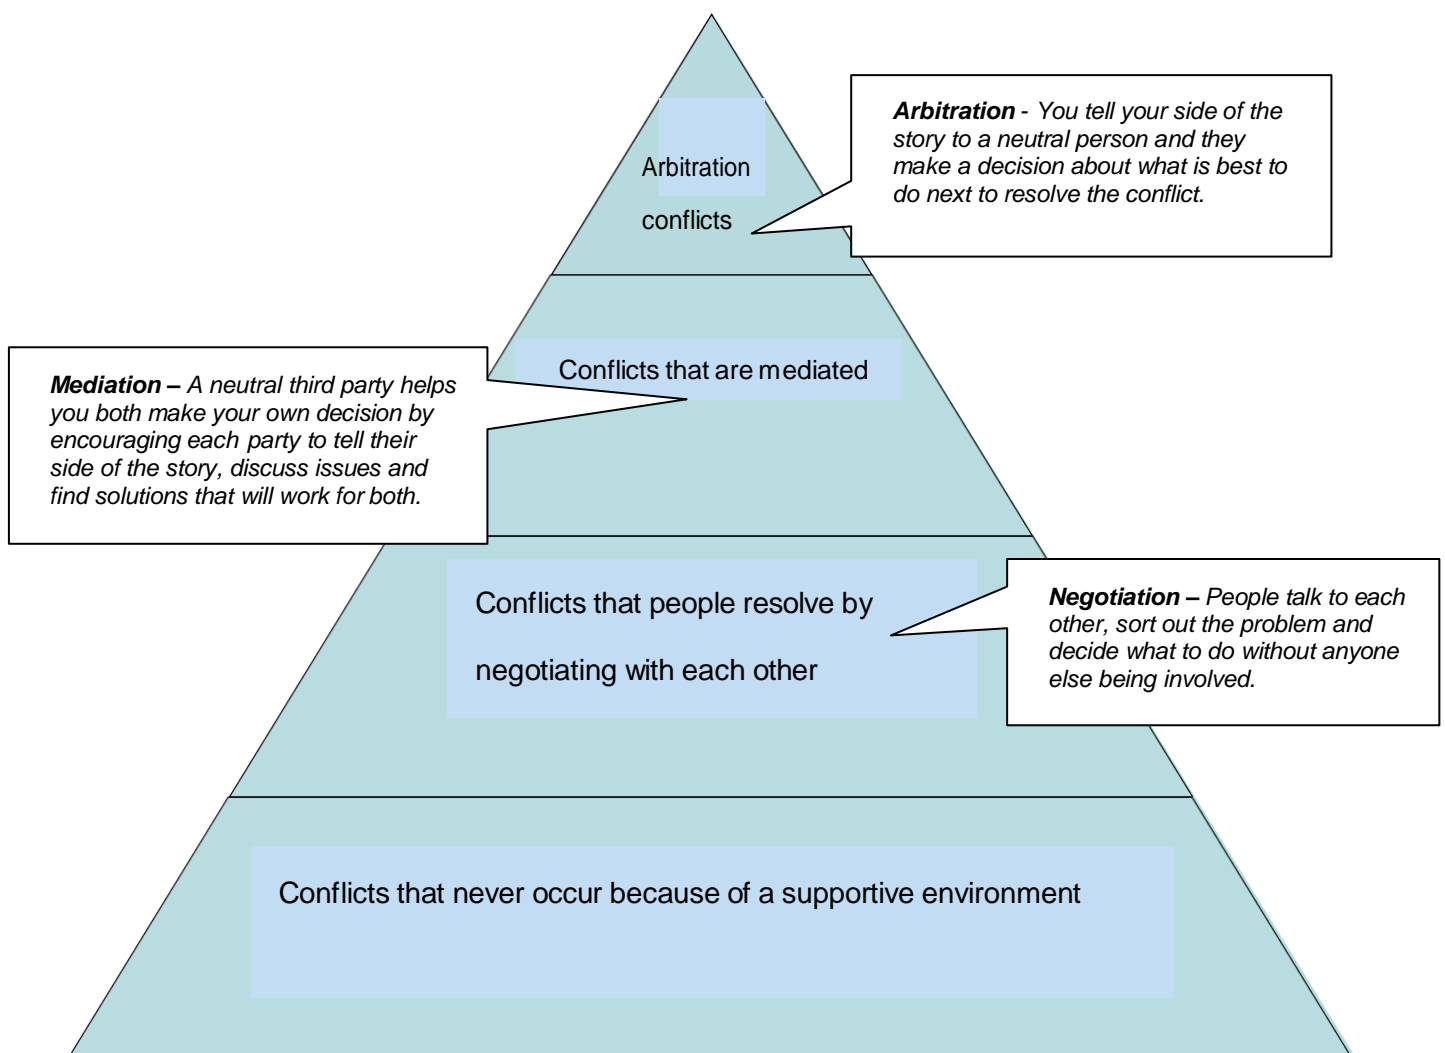 Arbitration
conflicts
Arbitration - You tell your side of the
story to a neutral person and they
make a decision about what is best to
do next to resolve the conflict.
Conflicts that are mediated
Mediation – A neutral third party helps
you both make your own decision by
encouraging each party to tell their
side of the story, discuss issues and
find solutions that will work for both.
Conflicts that people resolve by
negotiating with each other
Negotiation – People talk to each
other, sort out the problem and
decide what to do without anyone
else being involved.
Conflicts that never occur because of a supportive environment